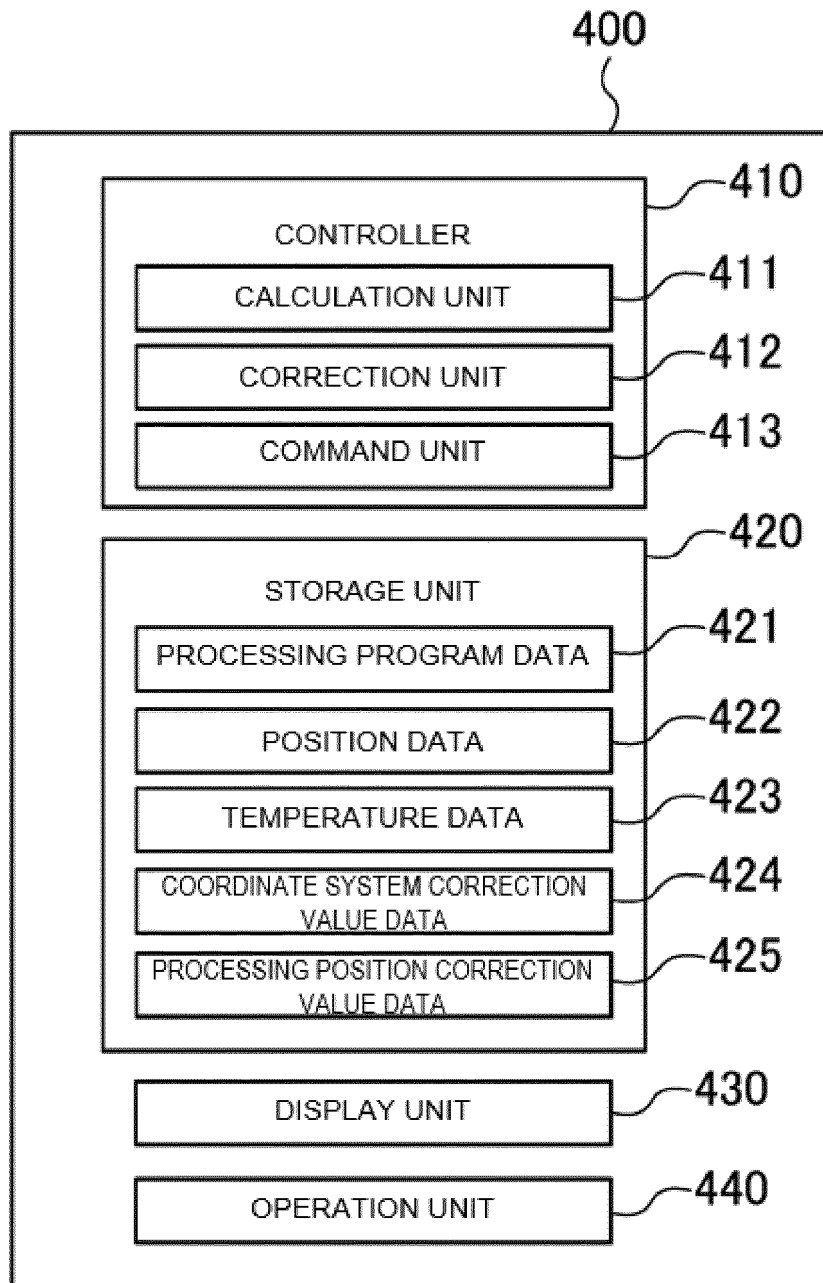 400
410
CONTROLLER
CALCULATION UNIT
411
CORRECTION UNIT
412
COMMAND UNIT
413
420
STORAGE UNIT
PROCESSING PROGRAM DATA
421
POSITION DATA
422
TEMPERATURE DATA
423
COORDINATE SYSTEM CORRECTION
VALUE DATA
424
PROCESSING POSITION CORRECTION
VALUE DATA
425
DISPLAY UNIT
430
OPERATION UNIT
440